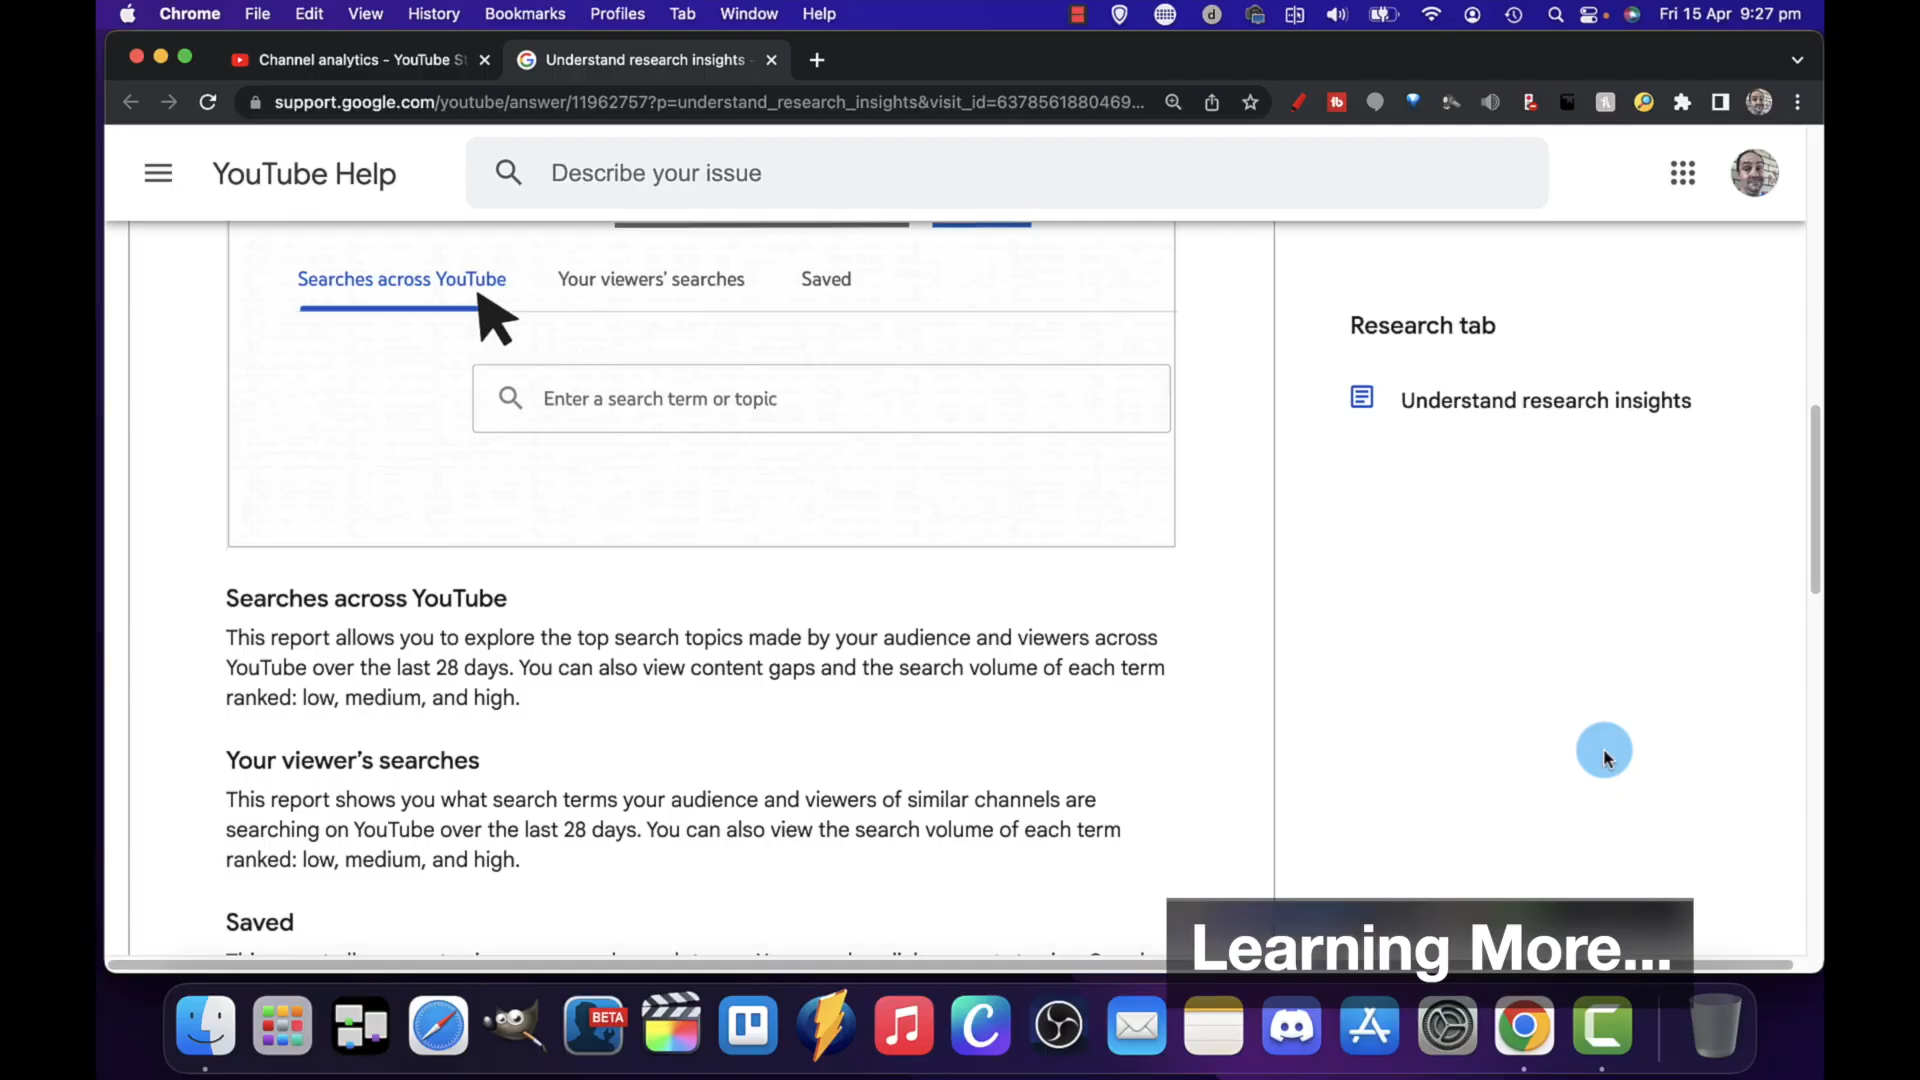 Chrome File Edit View History Bookmarks Profiles Tab Window Help Fri 15 Apr 9:27 pm
Channel analytics - YouTube St
Understand research insights
support.google.com/youtube/answer/11962757?p=understand_research_insights&visit_id=6378561880469...
YouTube Help
Describe your issue
Searches across YouTube Your viewers' searches Saved
Enter a search term or topic
Research tab
Understand research insights
Searches across YouTube
This report allows you to explore the top search topics made by your audience and viewers across
YouTube over the last 28 days. You can also view content gaps and the search volume of each term
ranked: low, medium, and high.
Your viewer’s searches
This report shows you what search terms your audience and viewers of similar channels are
searching on YouTube over the last 28 days. You can also view the search volume of each term
ranked: low, medium, and high.
Saved
Learning More...
BETA